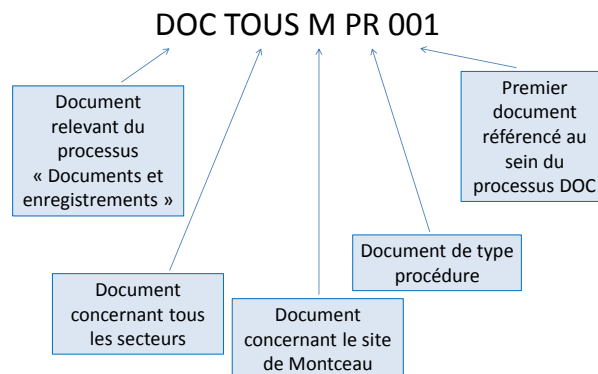 DOC TOUS M PR 001
Document
relevant du
processus
« Documents et
enregistrements »
Premier
document
référencé au
sein du
processus DOC
Document de type
procédure
Document
concernant tous
les secteurs
Document
concernant le site
de Montceau